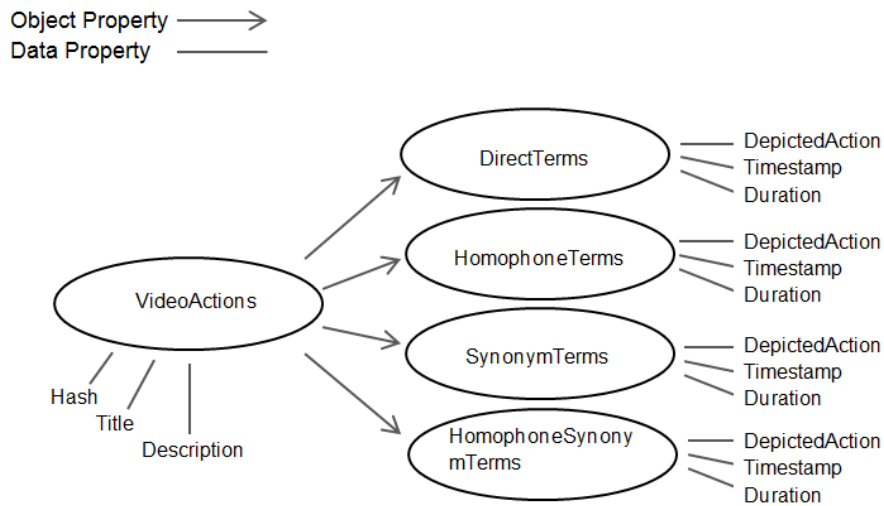 Object Property
Data Property
DirectTerms
DepictedAction
Timestamp
Duration
HomophoneTerms
DepictedAction
Timestamp
Duration
VideoActions
Hash
Title
Description
SynonymTerms
DepictedAction
Timestamp
Duration
HomophoneSynony
mTerms
DepictedAction
Timestamp
Duration